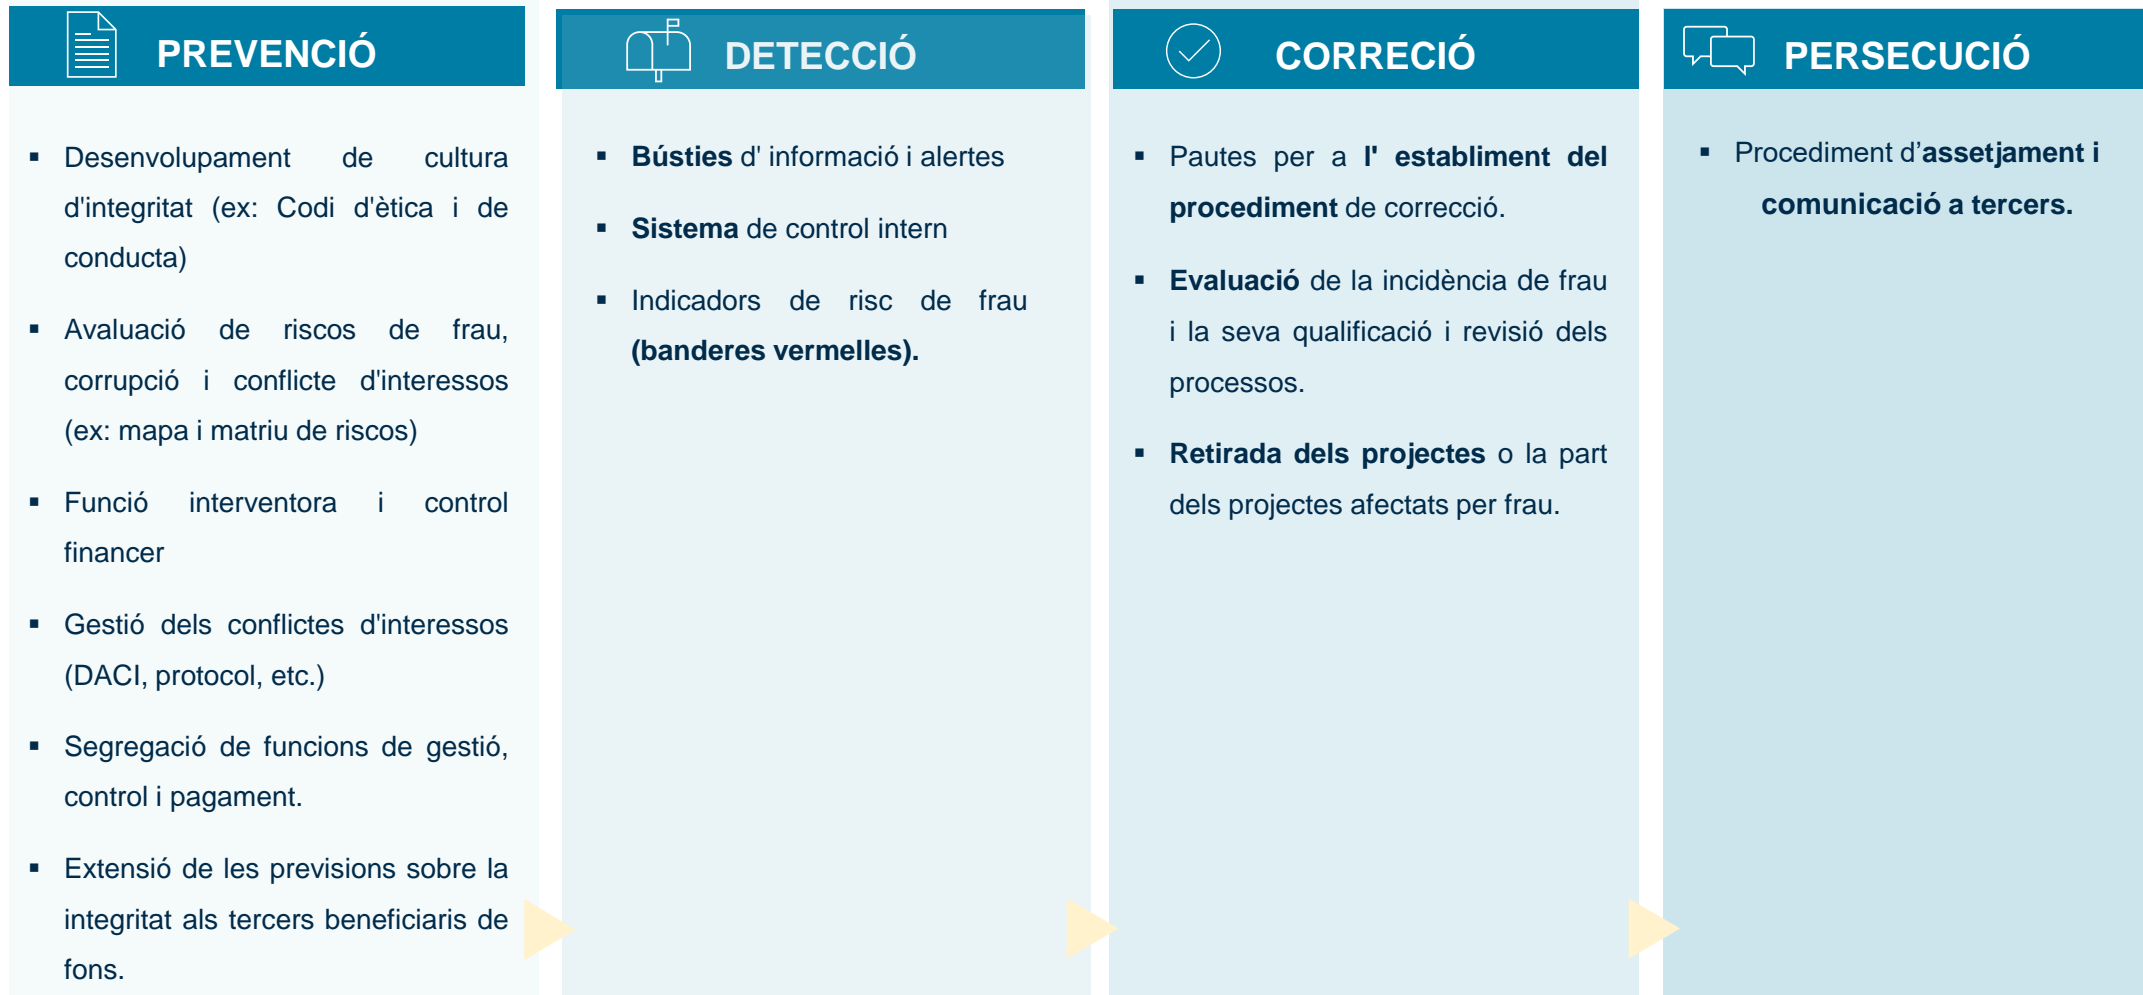 PREVENCIÓ
Desenvolupament de cultura
d'integritat (ex: Codi d'ètica i de
conducta)
Avaluació de riscos de frau,
corrupció i conflicte d'interessos
(ex: mapa i matriu de riscos)
Funció interventora i control
financer
Gestió dels conflictes d'interessos
(DACI, protocol, etc.)
Segregació de funcions de gestió,
control i pagament.
Extensió de les previsions sobre la
integritat als tercers beneficiaris de
fons.
DETECCIÓ
Bústies d' informació i alertes
Sistema de control intern
Indicadors de risc de frau
(banderes vermelles).
CORRECIÓ
Pautes per a l' establiment del
procediment de correcció.
Evaluació de la incidència de frau
i la seva qualificació i revisió dels
processos.
Retirada dels projectes o la part
dels projectes afectats per frau.
PERSECUCIÓ
Procediment d’assetjament i
comunicació a tercers.